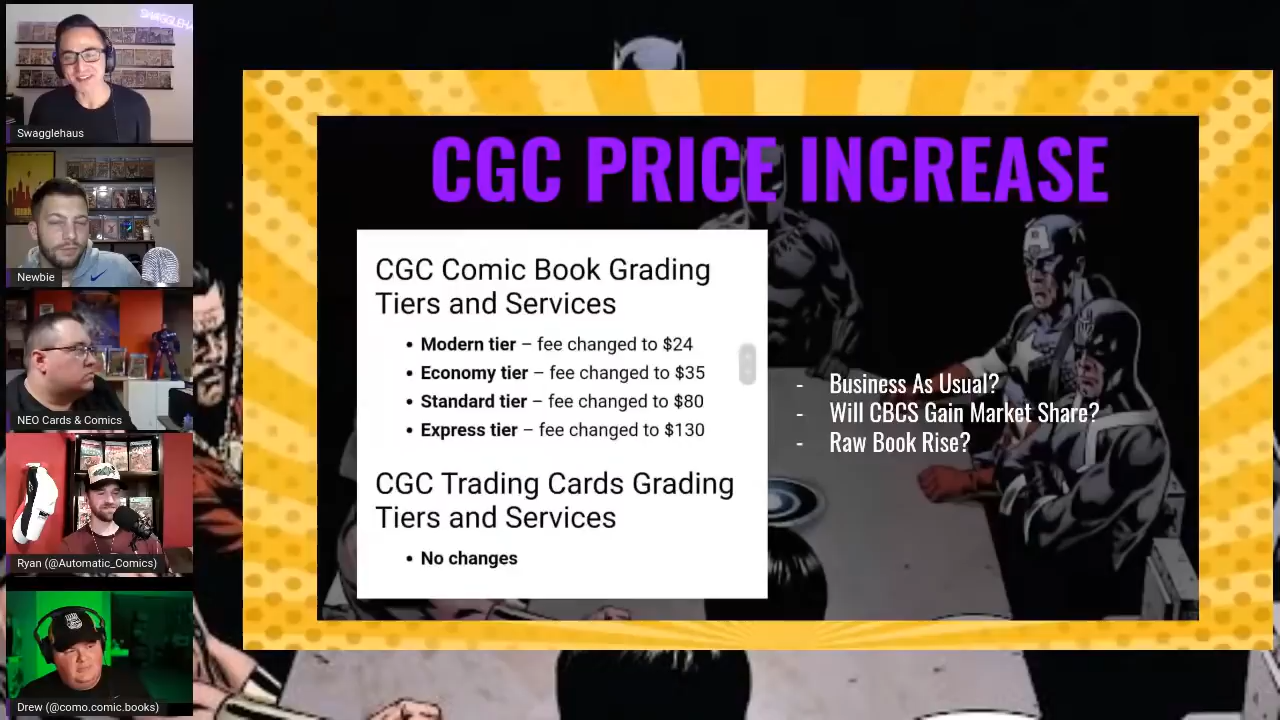 SWAGGLEHA
Swagglehaus
Newbie
NEO Cards & Comics
Ryan (@Automatic_Comics)
Drew (@como.comic.books)
CGC PRICE INCREASE
CGC Comic Book Grading
Tiers and Services
• Modern tier – fee changed to $24
• Economy tier – fee changed to $35
• Standard tier – fee changed to $80
• Express tier – fee changed to $130
CGC Trading Cards Grading
Tiers and Services
• No changes
- Business As Usual?
- Will CBCS Gain Market Share?
- Raw Book Rise?